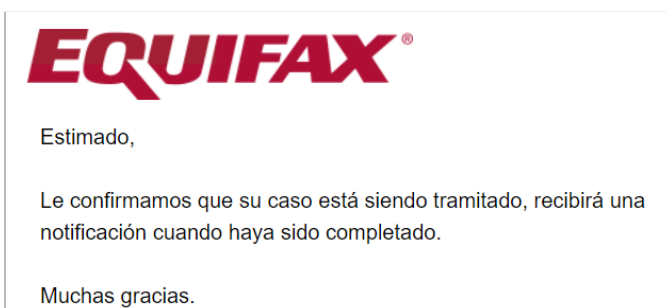 EQUIFAX®
Estimado,
Le confirmamos que su caso está siendo tramitado, recibirá una
notificación cuando haya sido completado.
Muchas gracias.